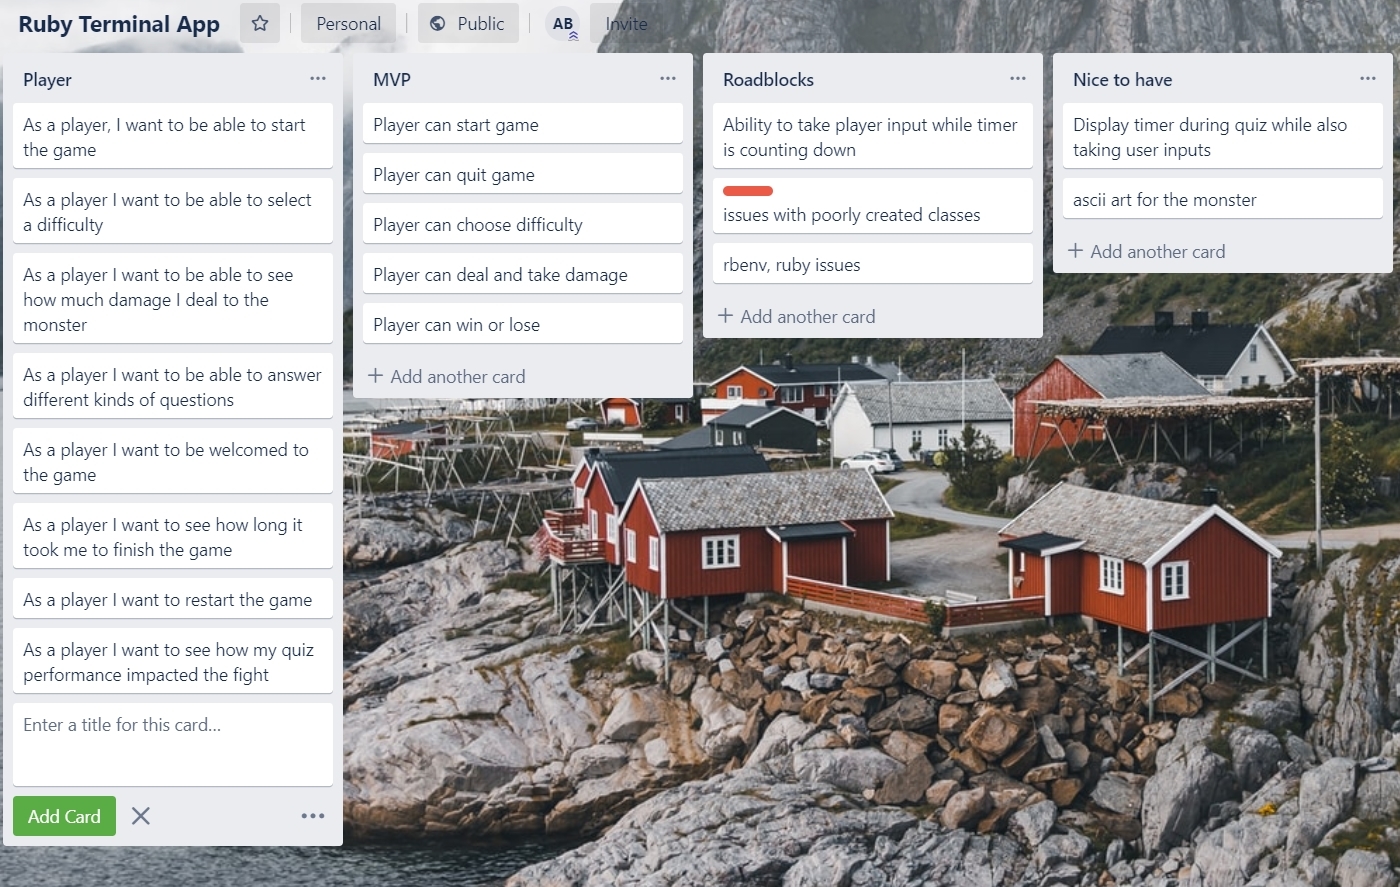 Ruby Terminal App
Personal
Public
AB
Invite
Player
As a player, I want to be able to start
the game
As a player I want to be able to select
a difficulty
As a player I want to be able to see
how much damage I deal to the
monster
As a player I want to be able to answer
different kinds of questions
As a player I want to be welcomed to
the game
As a player I want to see how long it
took me to finish the game
As a player I want to restart the game
As a player I want to see how my quiz
performance impacted the fight
Enter a title for this card...
Add Card
MVP
Player can start game
Player can quit game
Player can choose difficulty
Player can deal and take damage
Player can win or lose
Add another card
Roadblocks
Ability to take player input while timer
is counting down
issues with poorly created classes
rbenv, ruby issues
Add another card
Nice to have
Display timer during quiz while also
taking user inputs
ascii art for the monster
Add another card